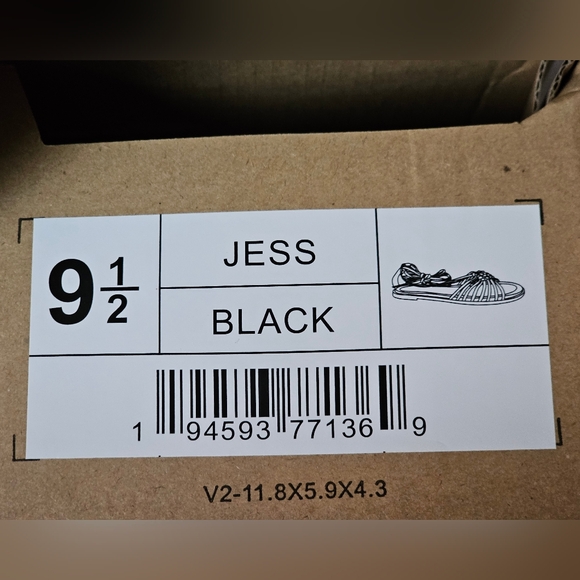 9 1/2
JESS
BLACK
1 94593 77136 9
V2-11.8X5.9X4.3